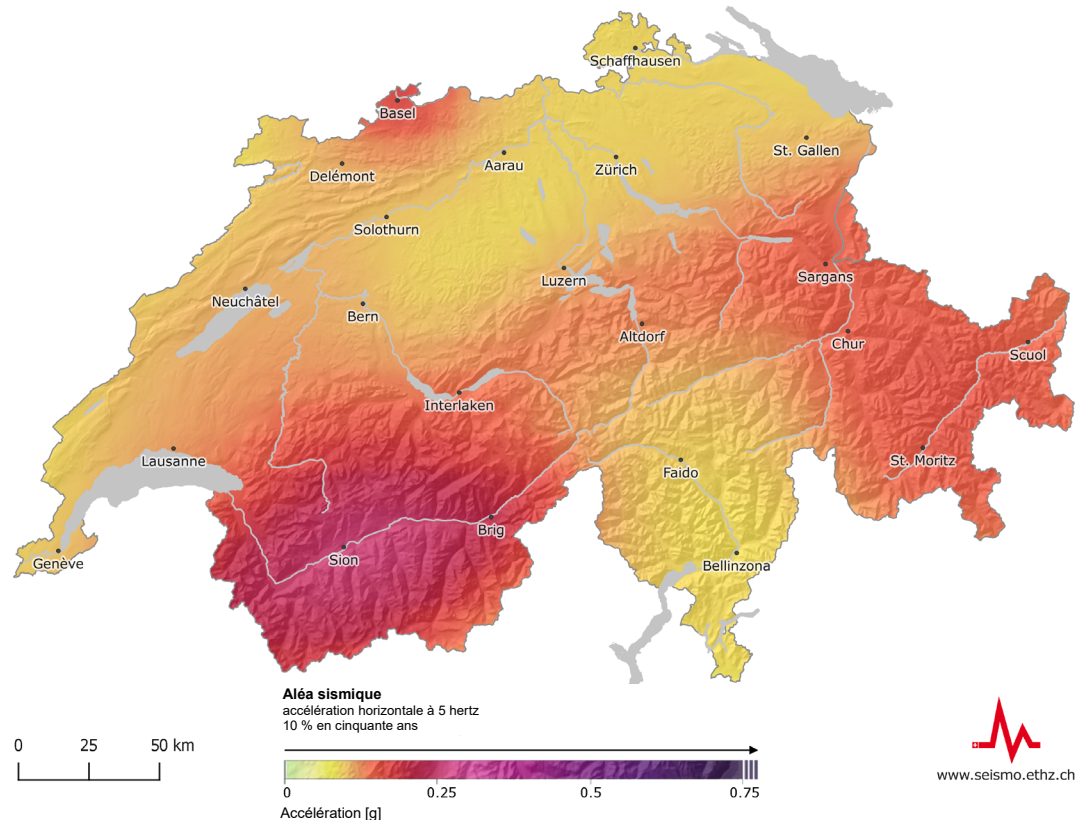 Schaffhausen
Basel
St. Gallen
Aarau
Zürich
Delémont
Solothurn
Sargans
Luzern
Neuchâtel
Bern
Altdorf
Chur
Scuol
Interlaken
Lausanne
St. Moritz
Faido
Brig
Sion
Genève
Bellinzona
Aléa sismique
accélération horizontale à 5 hertz
10 % en cinquante ans
0 25 50 km
0 0.25 0.5 0.75
Accélération [g]
www.seismo.ethz.ch